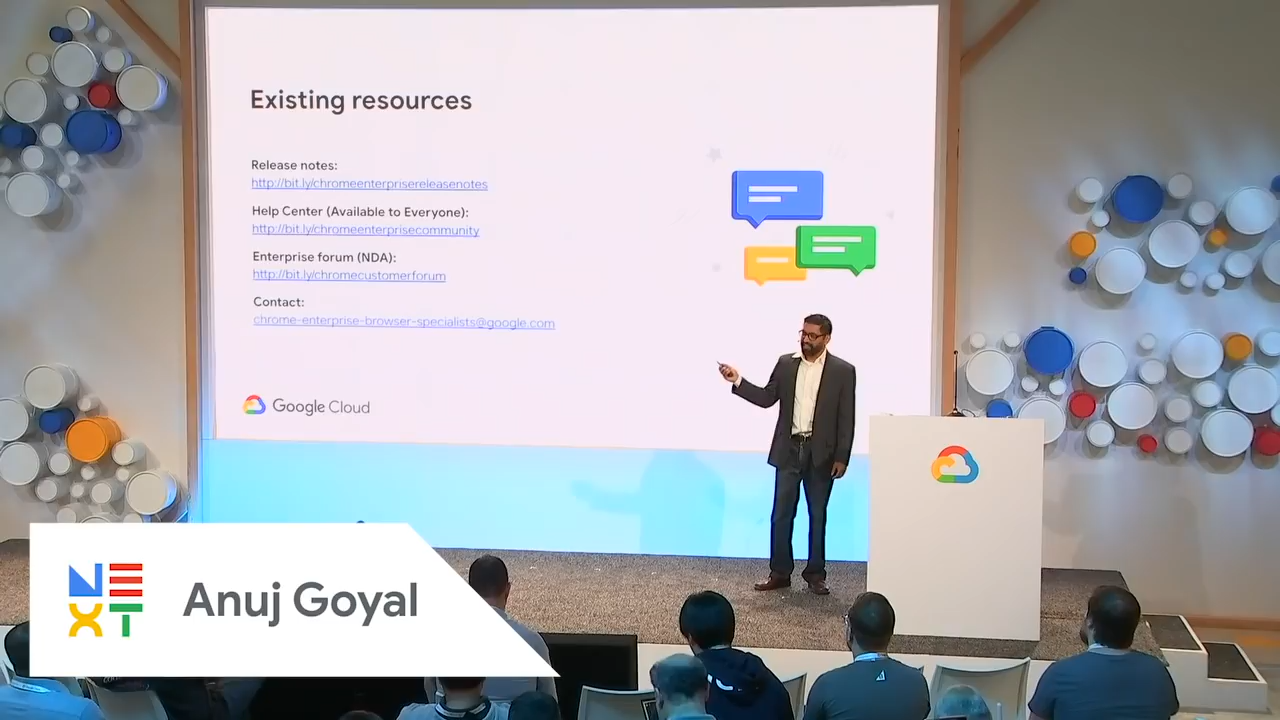 Existing resources
Release notes:
http://bit.ly/chromeenterprisereleasenotes
Help Center (Available to Everyone):
http://bit.ly/chromeenterprisecommunity
Enterprise forum (NDA):
http://bit.ly/chromecustomerforum
Contact:
chrome-enterprise-browser-specialists@google.com
Google Cloud
NEXT
Anuj Goyal